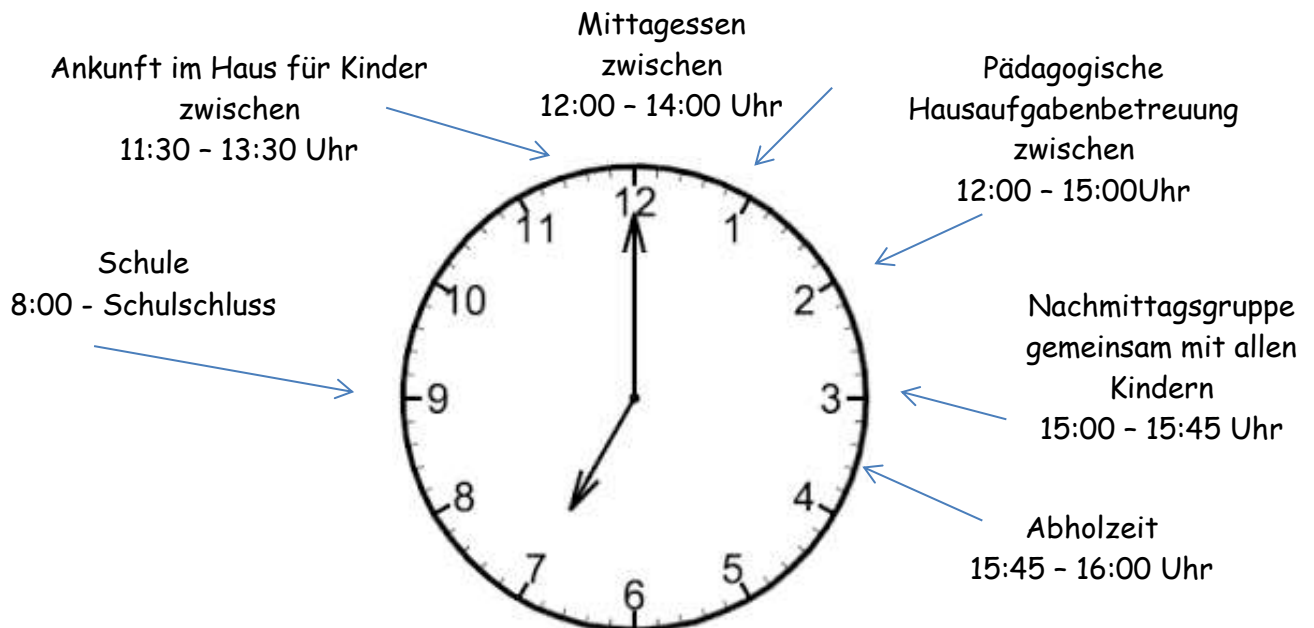 Mittagessen
zwischen
12:00 – 14:00 Uhr
Ankunft im Haus für Kinder
zwischen
11:30 – 13:30 Uhr
Pädagogische
Hausaufgabenbetreuung
zwischen
12:00 – 15:00Uhr
Schule
8:00 - Schulschluss
Nachmittagsgruppe
gemeinsam mit allen
Kindern
15:00 – 15:45 Uhr
Abholzeit
15:45 – 16:00 Uhr
12
1
2
3
4
5
6
7
8
9
10
11